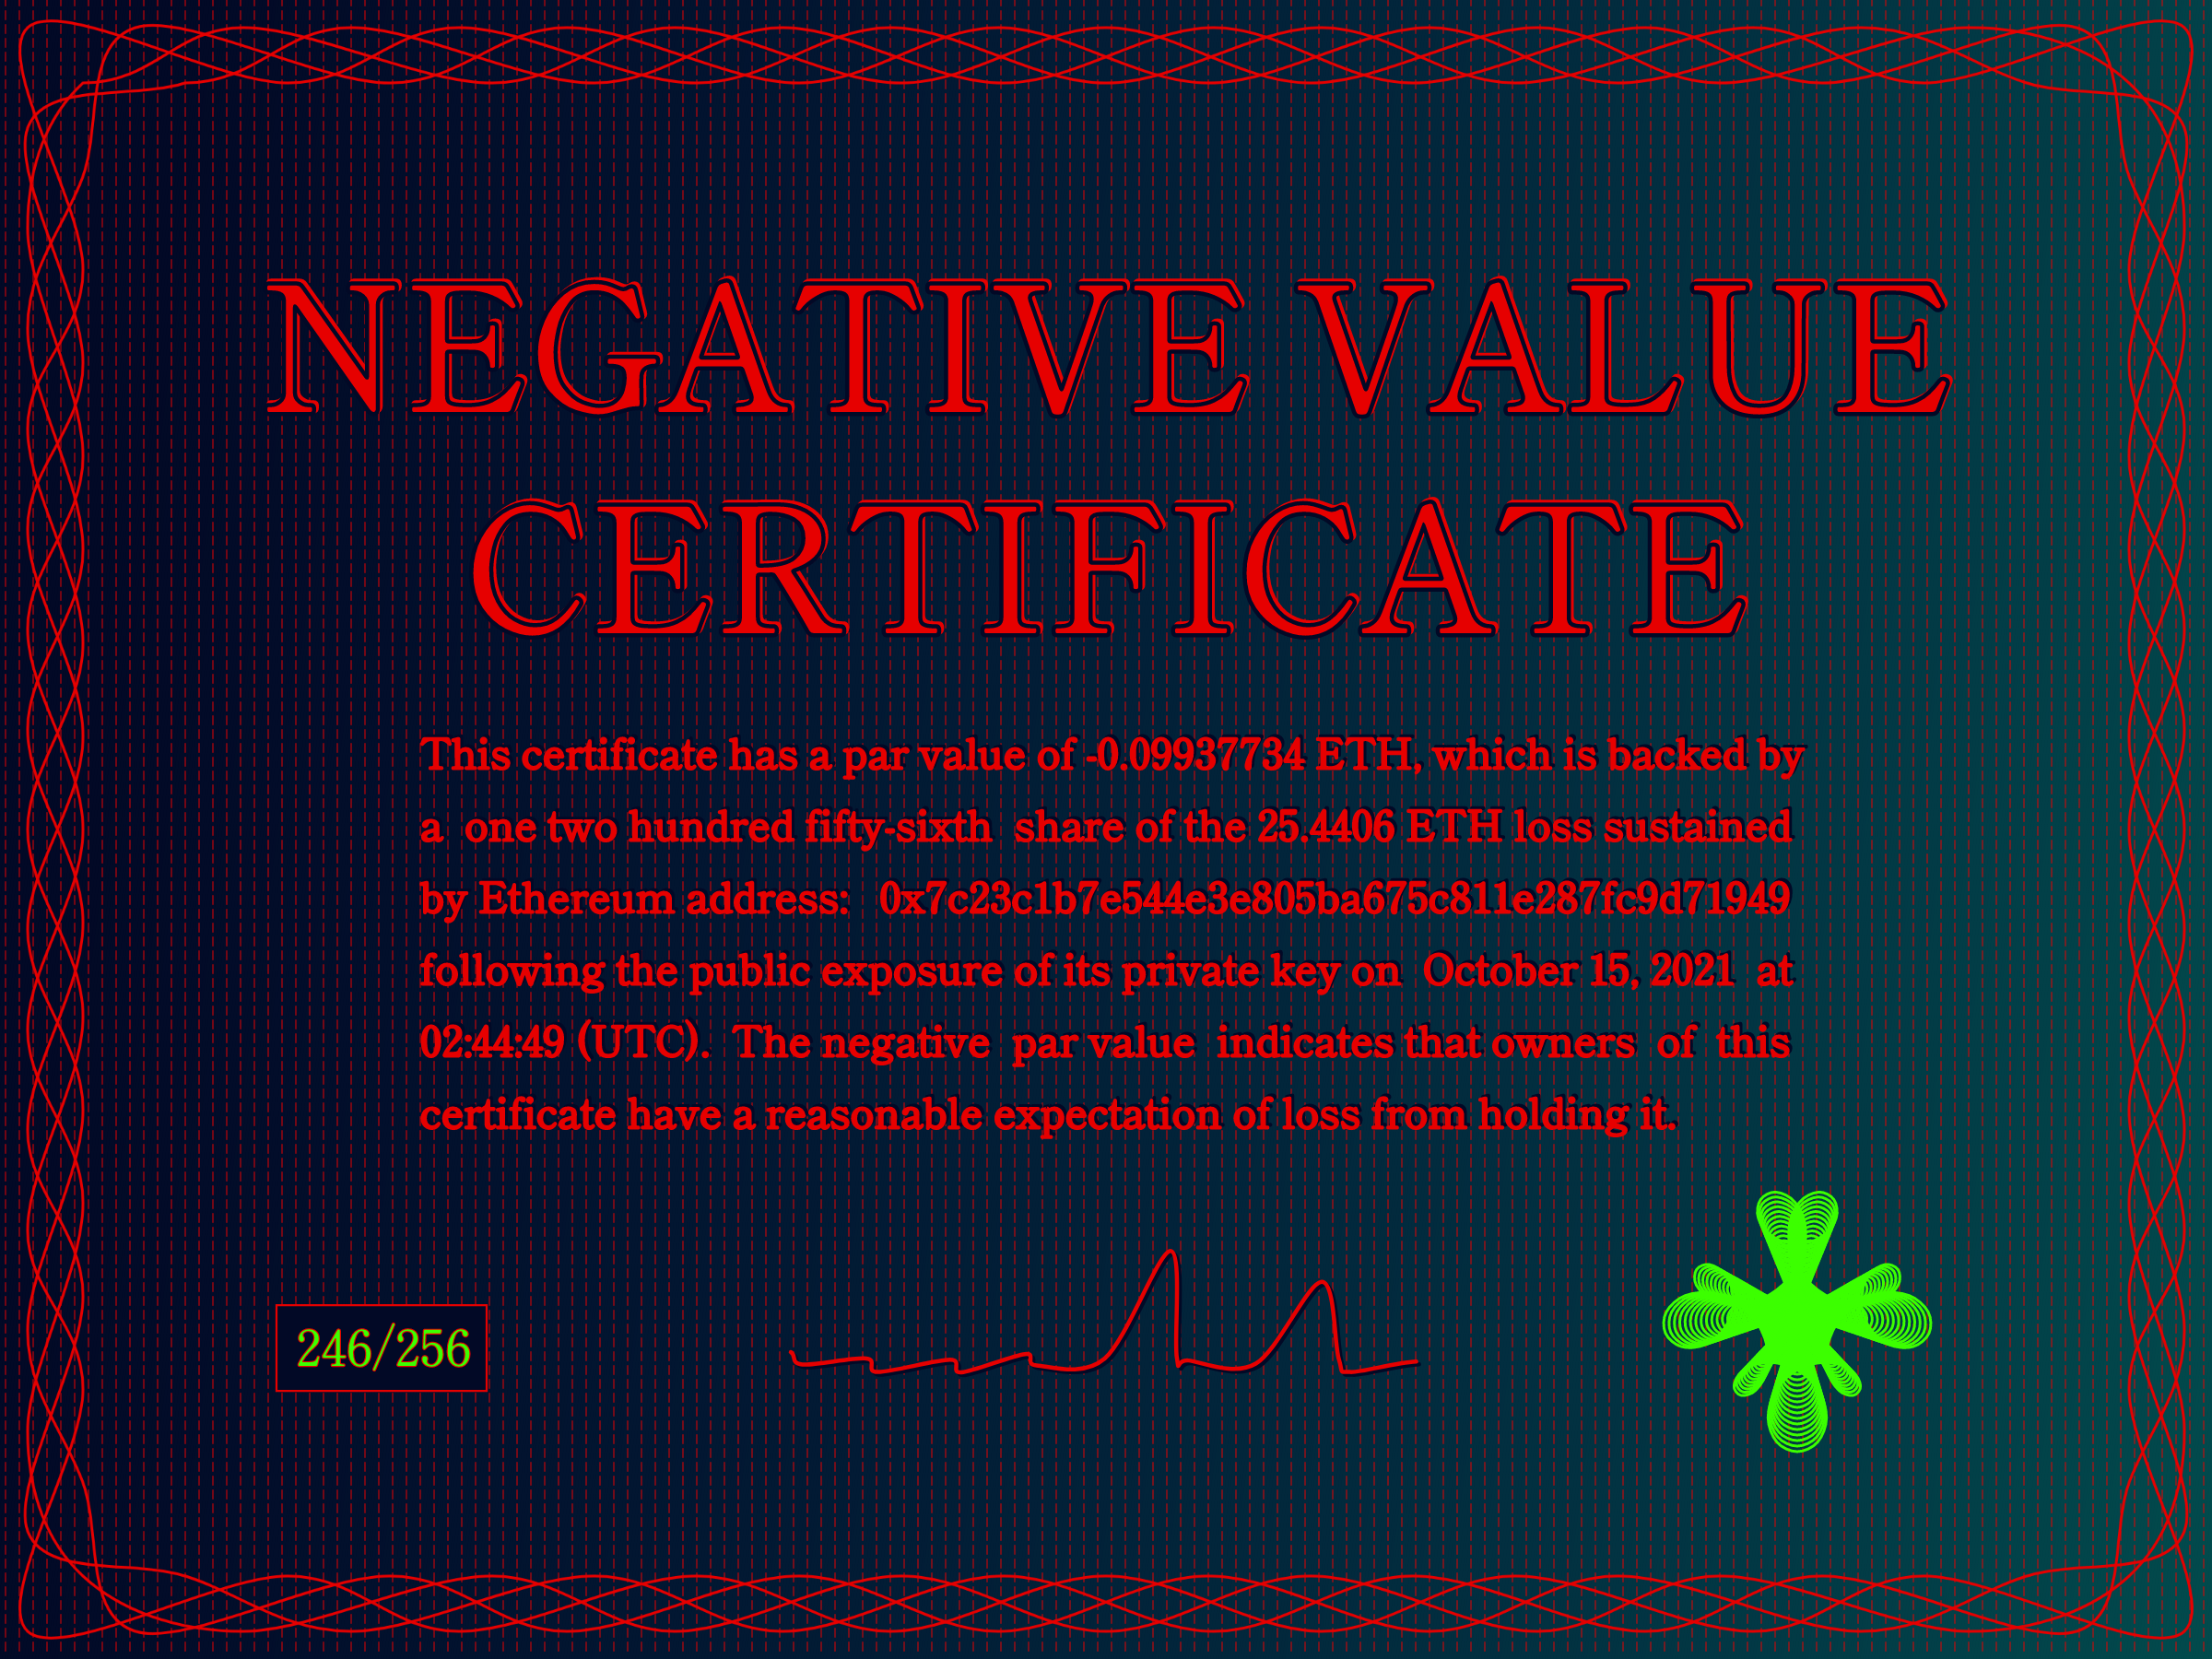 NEGATIVE VALUE
CERTIFICATE
This certificate has a par value of -0.09937734 ETH, which is backed by
a one two hundred fifty-sixth share of the 25.4406 ETH loss sustained
by Ethereum address: 0x7c23c1b7e544e3e805ba675c811e287fc9d71949
following the public exposure of its private key on October 15, 2021 at
02:44:49 (UTC). The negative par value indicates that owners of this
certificate have a reasonable expectation of loss from holding it.
246/256